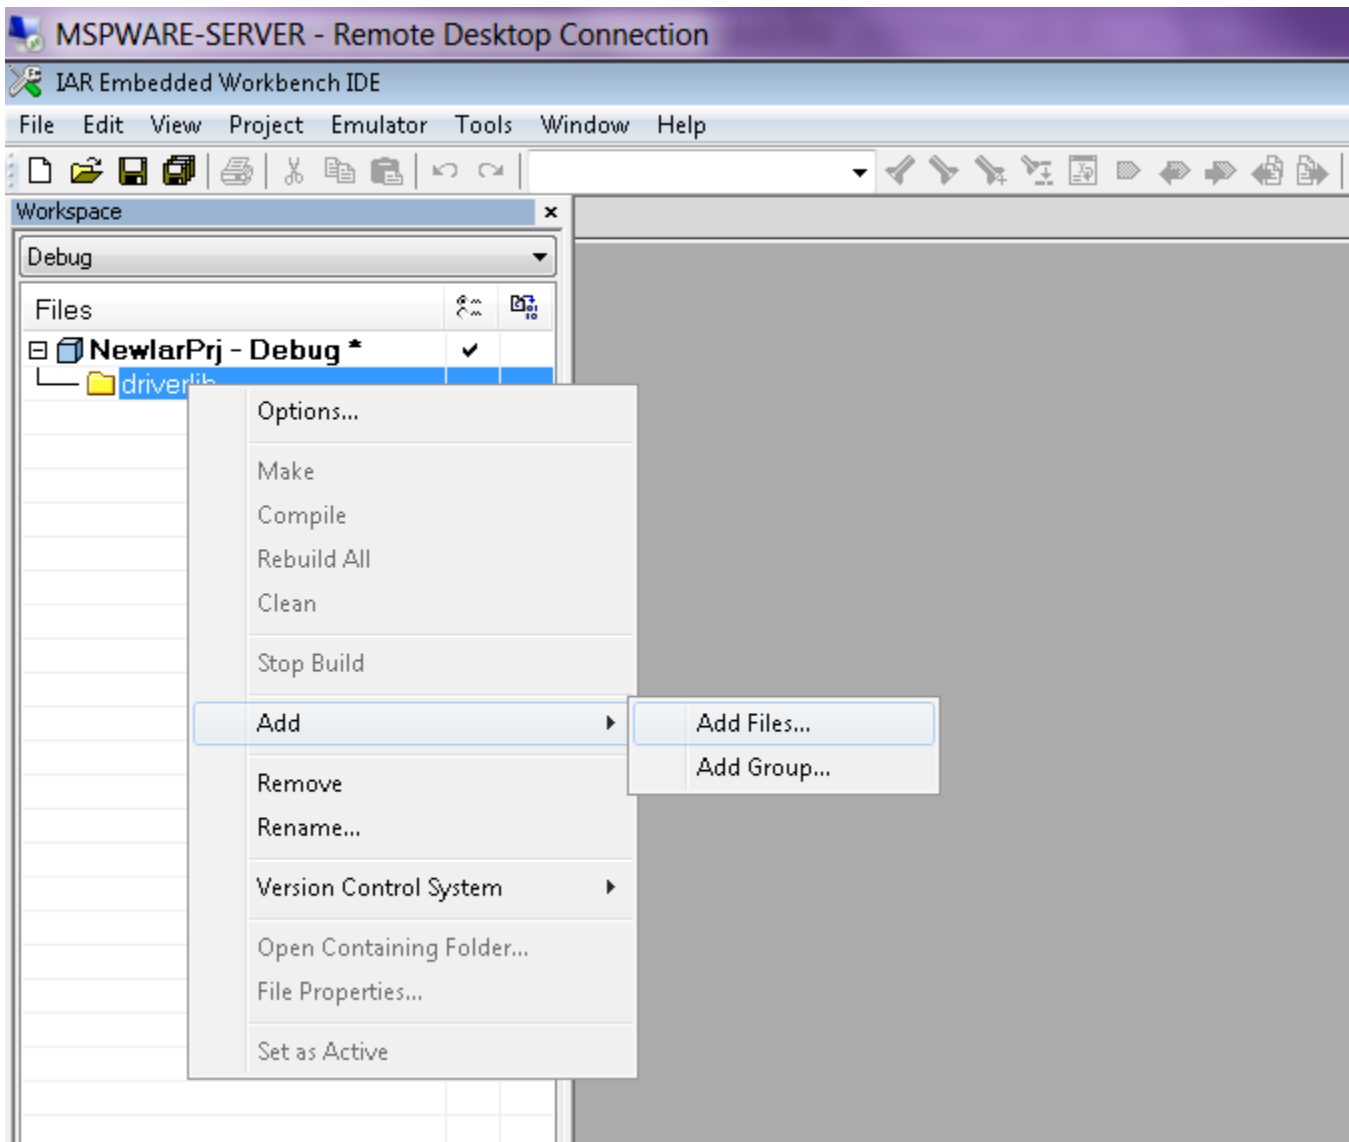 MSPWARE-SERVER - Remote Desktop Connection
IAR Embedded Workbench IDE
File Edit View Project Emulator Tools Window Help
Workspace
Debug
Files
NewIarPrj - Debug *
driverlib
Options...
Make
Compile
Rebuild All
Clean
Stop Build
Add
Add Files...
Add Group...
Remove
Rename...
Version Control System
Open Containing Folder...
File Properties...
Set as Active